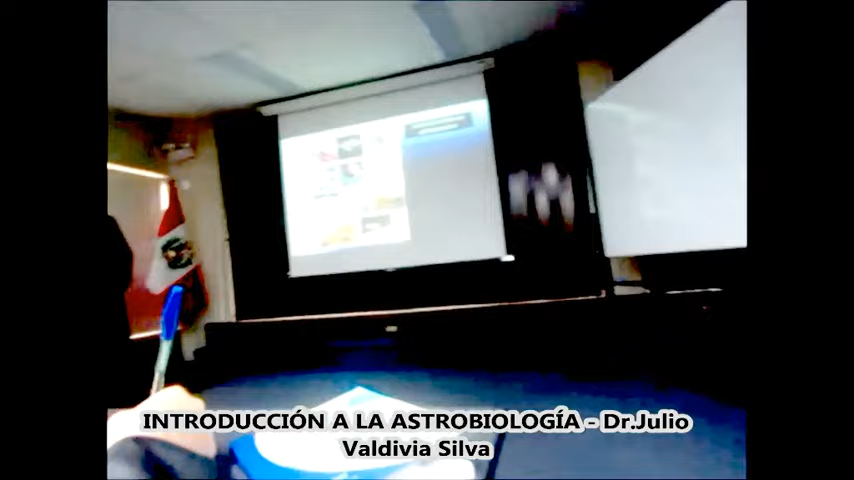 INTRODUCCIÓN A LA ASTROBIOLOGÍA - Dr.Julio
Valdivia Silva